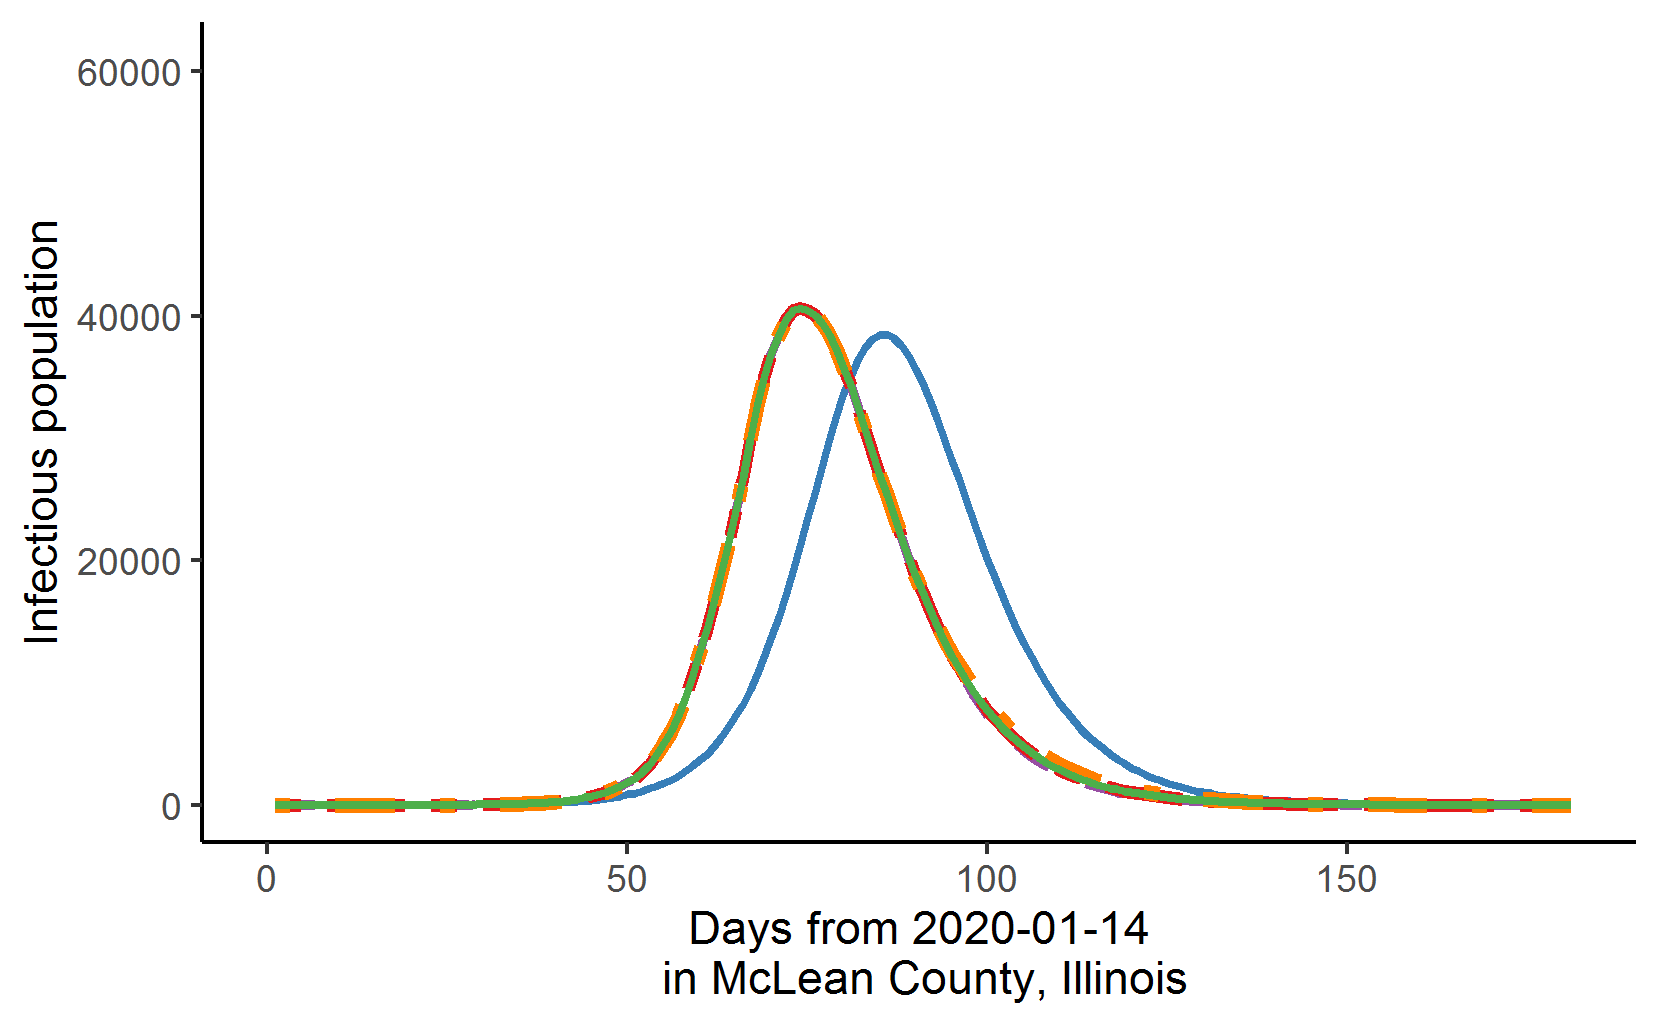 60000
40000
20000
0
Infectious population
0 50 100 150
Days from 2020-01-14
in McLean County, Illinois